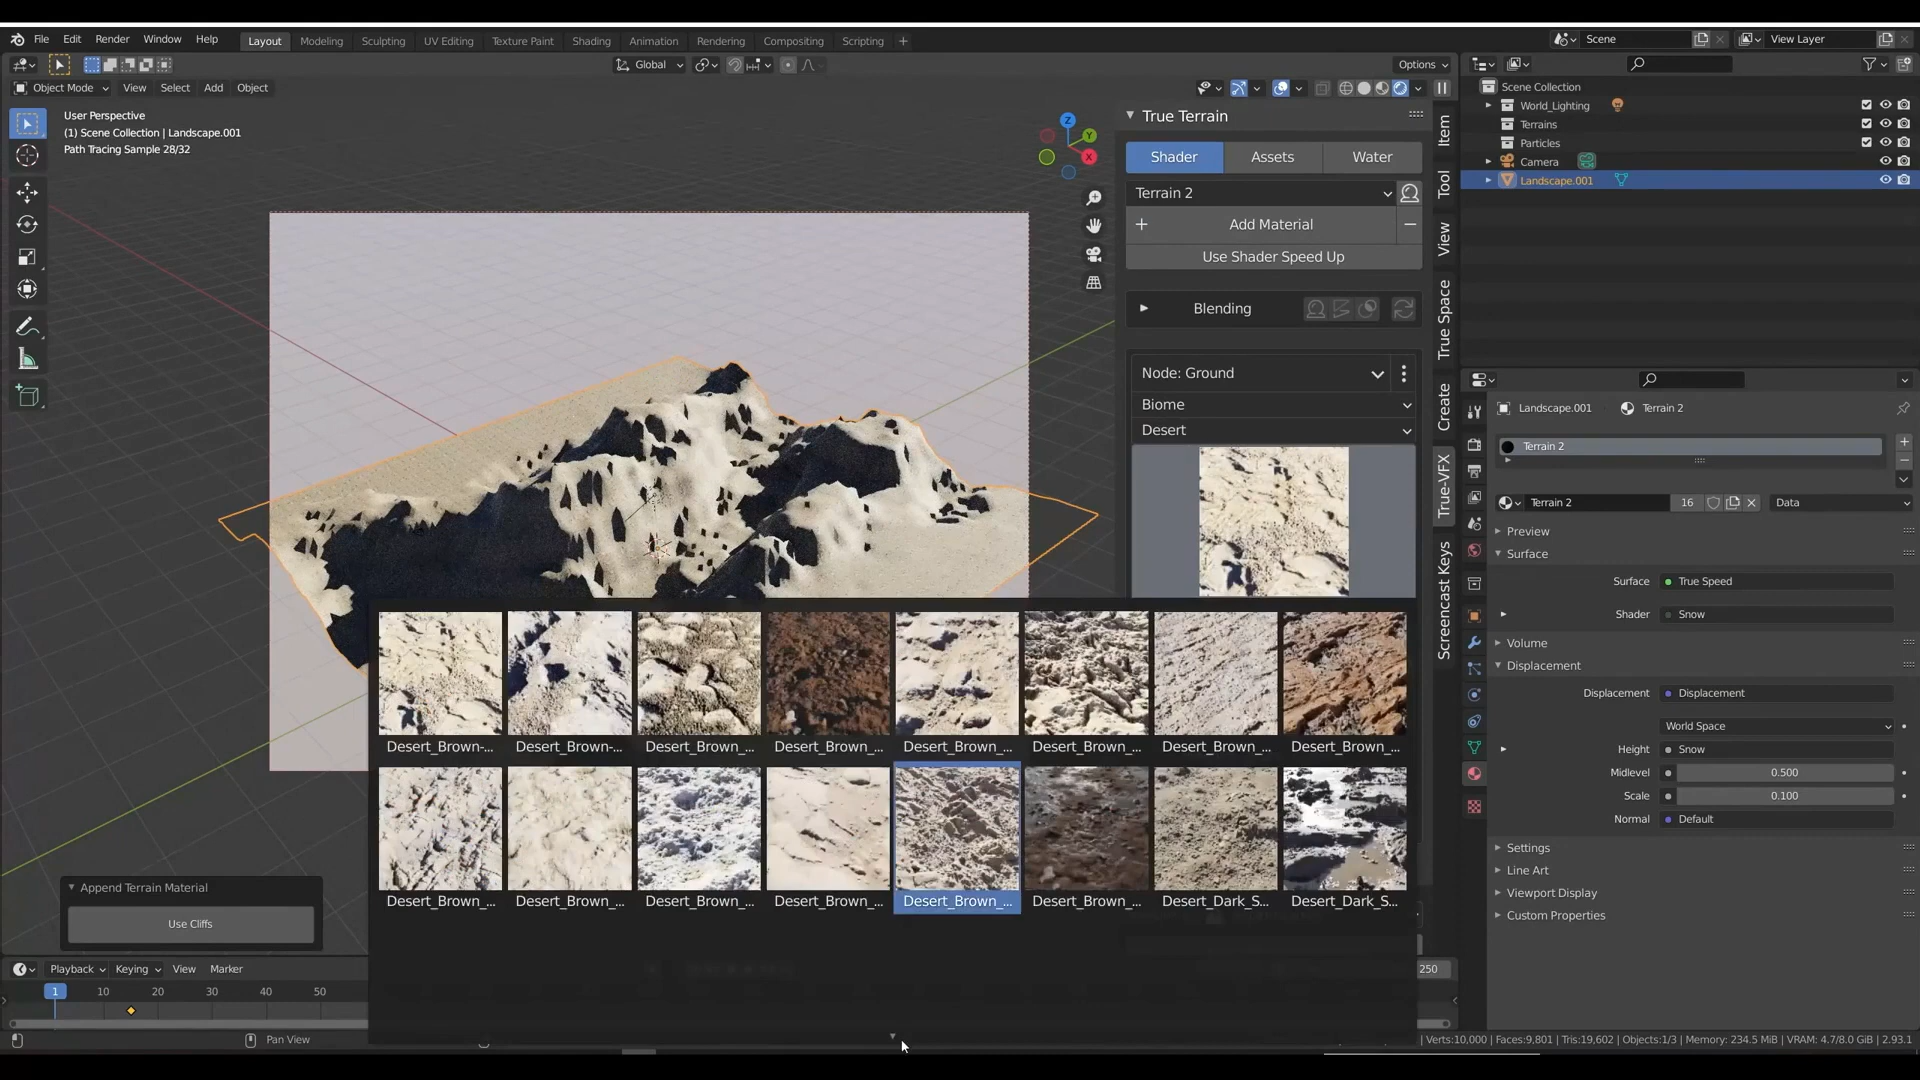 File Edit Render Window Help Layout Modeling Sculpting UV Editing Texture Paint Shading Animation Rendering Compositing Scripting +
Scene View Layer
Global Options
Object Mode View Select Add Object
User Perspective
(1) Scene Collection | Landscape.001
Path Tracing Sample 28/32
Z
Y
X
True Terrain
Shader Assets Water
Terrain 2
+ Add Material −
Use Shader Speed Up
Blending
Node: Ground
Biome
Desert
Item
Tool
View
True Space
Create
True-VFX
Screencast Keys
Scene Collection
World_Lighting
Terrains
Particles
Camera
Landscape.001
Landscape.001 Terrain 2
Terrain 2
Terrain 2 16 Data
Preview
Surface
Surface True Speed
Shader Snow
Volume
Displacement
Displacement Displacement
World Space
Height Snow
Midlevel 0.500
Scale 0.100
Normal Default
Settings
Line Art
Viewport Display
Custom Properties
Desert_Brown-... Desert_Brown-... Desert_Brown_... Desert_Brown_... Desert_Brown_... Desert_Brown_... Desert_Brown_... Desert_Brown_...
Desert_Brown_... Desert_Brown_... Desert_Brown_... Desert_Brown_... Desert_Brown_... Desert_Brown_... Desert_Dark_S... Desert_Dark_S...
Append Terrain Material
Use Cliffs
Playback Keying View Marker
250
1 10 20 30 40 50
Pan View
Verts:10,000 | Faces:9,801 | Tris:19,602 | Objects:1/3 | Memory: 234.5 MiB | VRAM: 4.7/8.0 GiB | 2.93.1